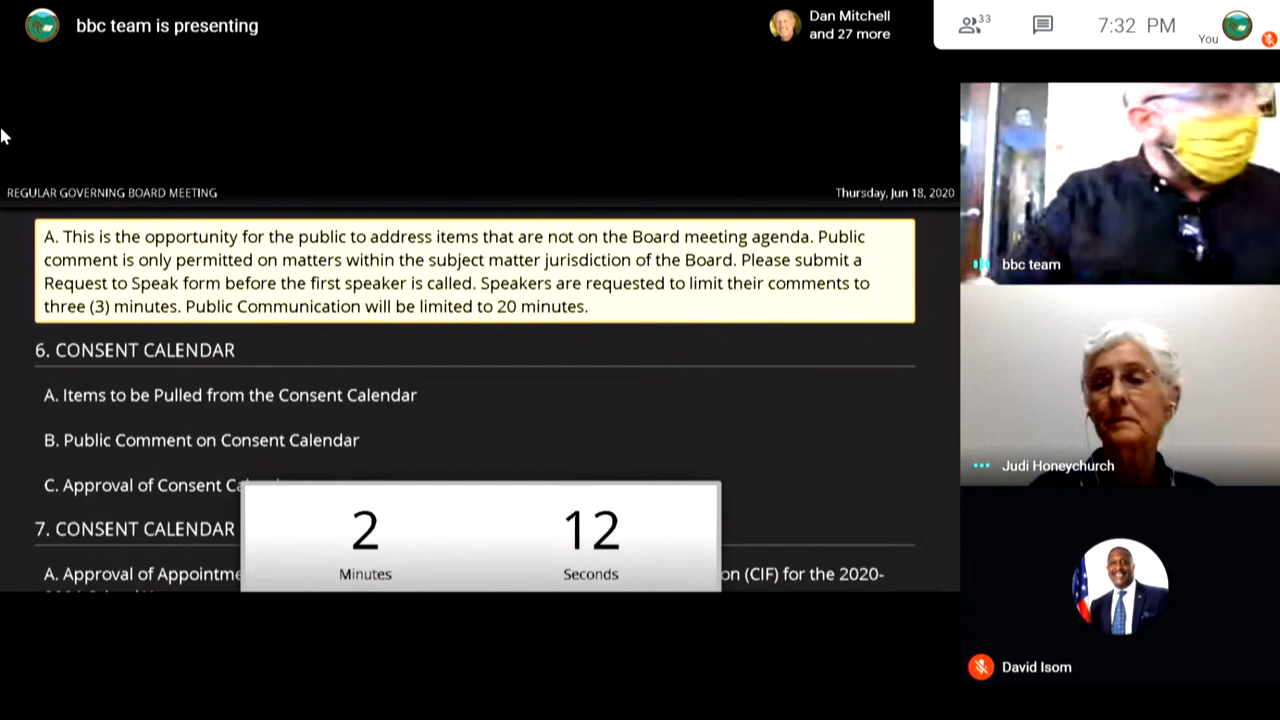 bbc team is presenting
Dan Mitchell
and 27 more
33
7:32 PM
You
REGULAR GOVERNING BOARD MEETING
Thursday, Jun 18, 2020
A. This is the opportunity for the public to address items that are not on the Board meeting agenda. Public
comment is only permitted on matters within the subject matter jurisdiction of the Board. Please submit a
Request to Speak form before the first speaker is called. Speakers are requested to limit their comments to
three (3) minutes. Public Communication will be limited to 20 minutes.
6. CONSENT CALENDAR
A. Items to be Pulled from the Consent Calendar
B. Public Comment on Consent Calendar
C. Approval of Consent
7. CONSENT CALENDAR
A. Approval of
(CIF) for the 2020-
2
Minutes
12
Seconds
bbc team
Judi Honeychurch
David Isom